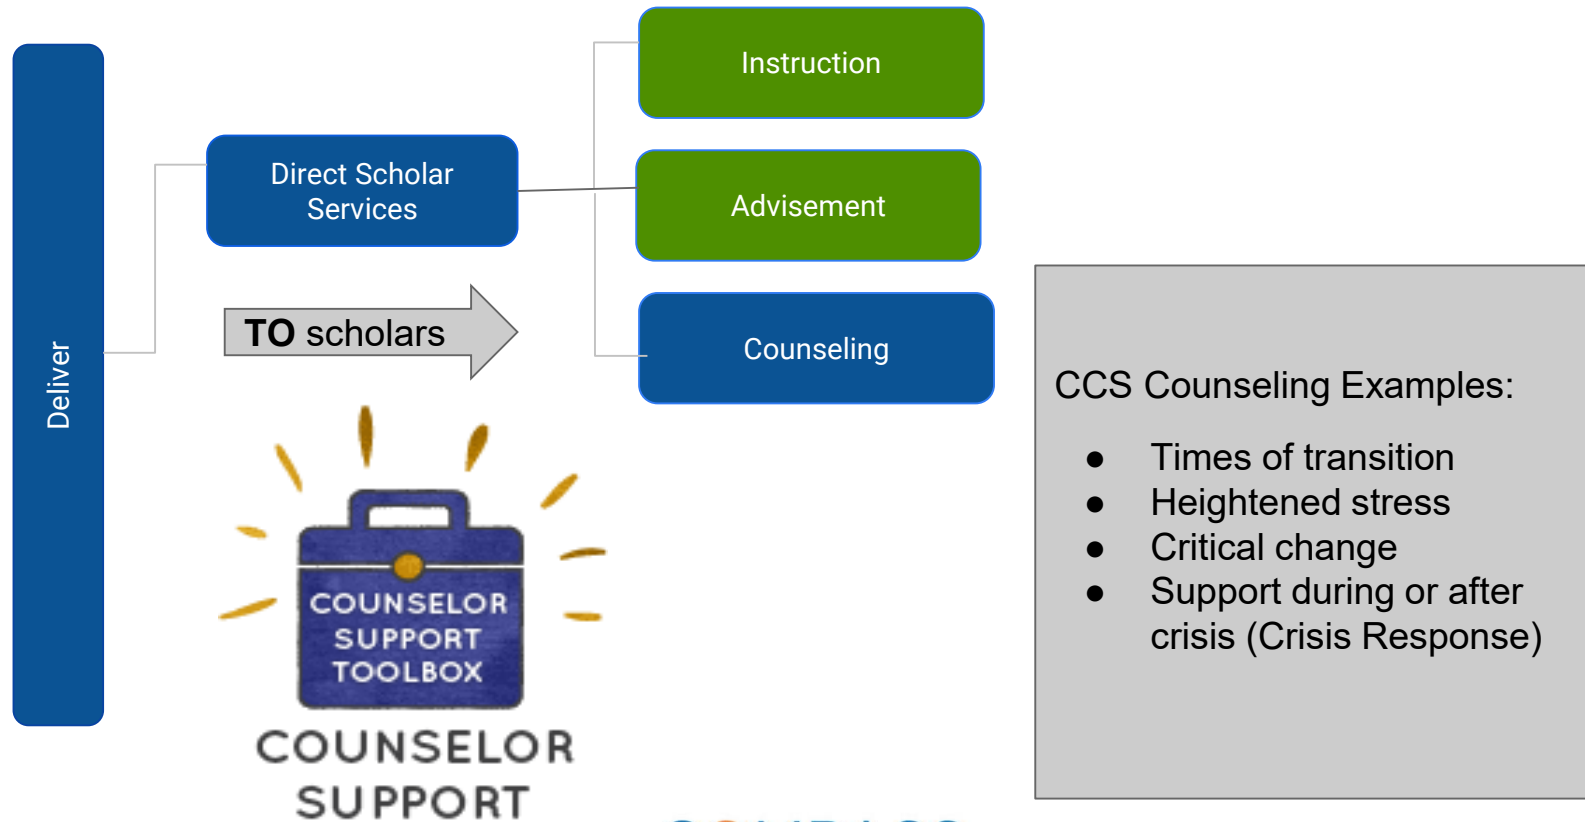 Deliver
Direct Scholar
Services
Instruction
Advisement
Counseling
TO scholars
COUNSELOR
SUPPORT
TOOLBOX
COUNSELOR
SUPPORT
CCS Counseling Examples:
● Times of transition
● Heightened stress
● Critical change
● Support during or after
crisis (Crisis Response)